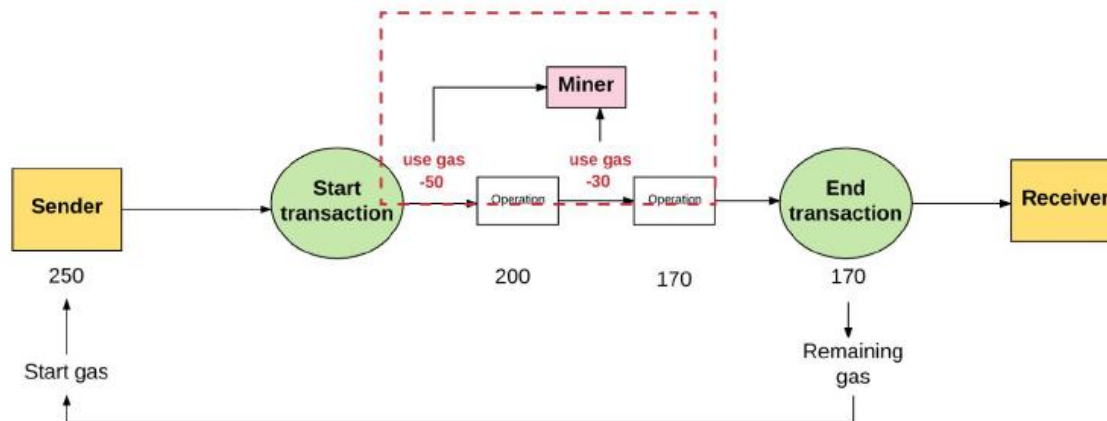 Miner
use gas
-50
use gas
-30
Sender
Start
transaction
Operation
Operation
End
transaction
Receiver
250
200
170
170
Start gas
Remaining
gas